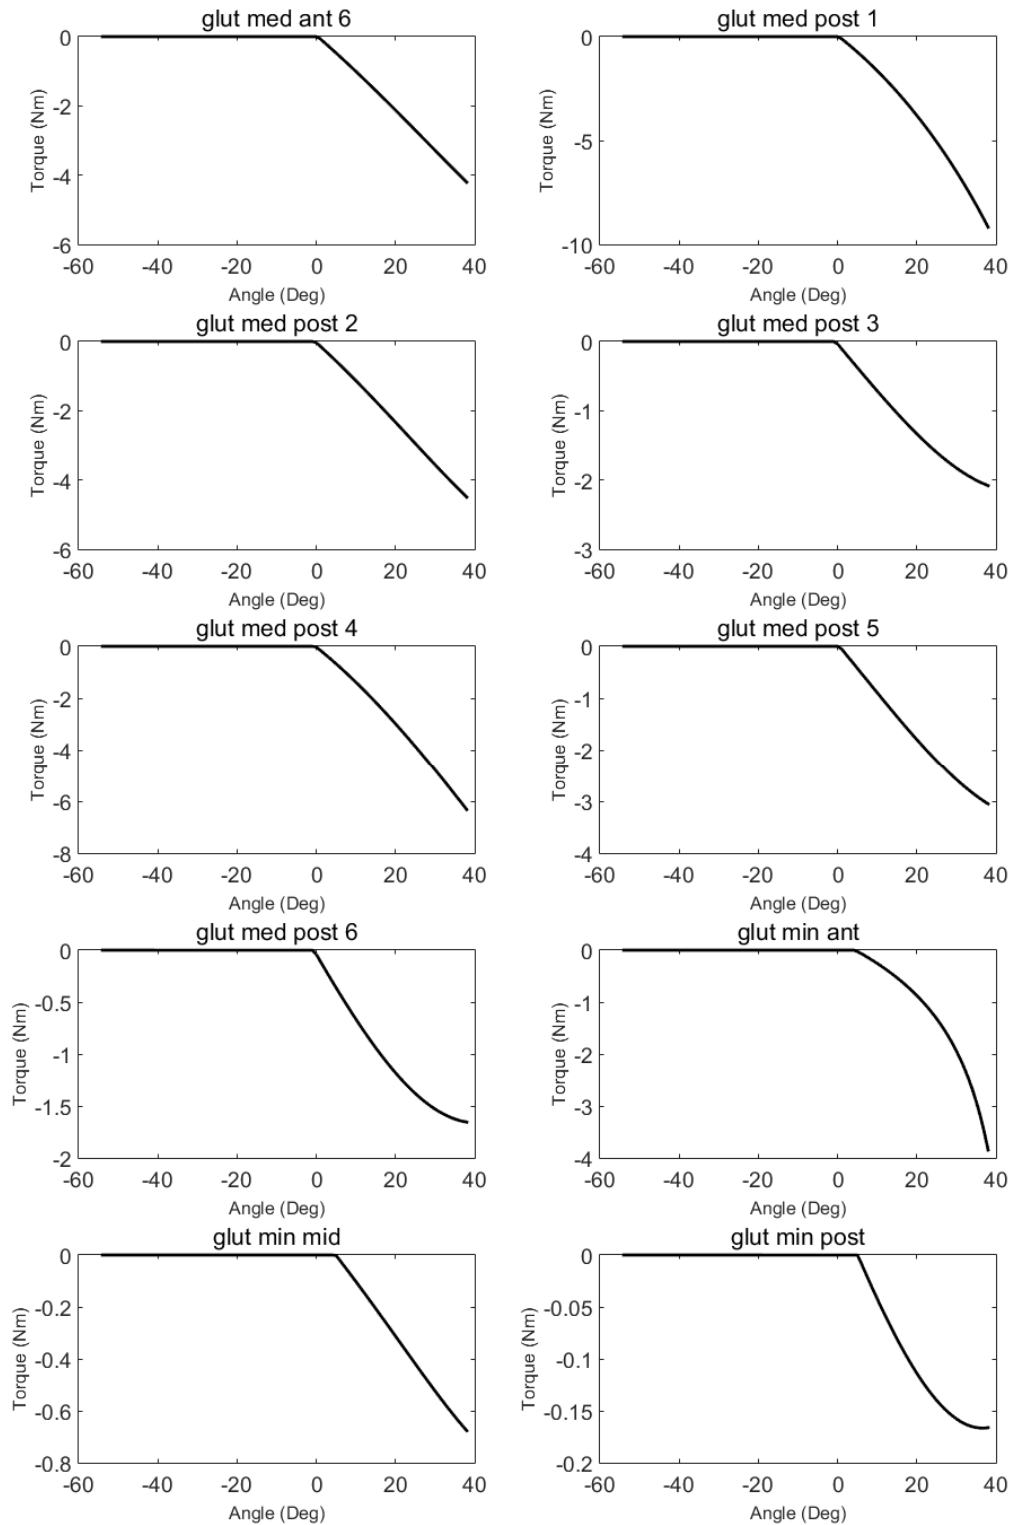 glut med ant 6
0
-2
-4
-6
Torque (Nm)
-60 -40 -20 0 20 40
Angle (Deg)
glut med post 1
0
-5
-10
Torque (Nm)
-60 -40 -20 0 20 40
Angle (Deg)
glut med post 2
0
-2
-4
-6
Torque (Nm)
-60 -40 -20 0 20 40
Angle (Deg)
glut med post 3
0
-1
-2
-3
Torque (Nm)
-60 -40 -20 0 20 40
Angle (Deg)
glut med post 4
0
-2
-4
-6
-8
Torque (Nm)
-60 -40 -20 0 20 40
Angle (Deg)
glut med post 5
0
-1
-2
-3
-4
Torque (Nm)
-60 -40 -20 0 20 40
Angle (Deg)
glut med post 6
0
-0.5
-1
-1.5
-2
Torque (Nm)
-60 -40 -20 0 20 40
Angle (Deg)
glut min ant
0
-1
-2
-3
-4
Torque (Nm)
-60 -40 -20 0 20 40
Angle (Deg)
glut min mid
0
-0.2
-0.4
-0.6
-0.8
Torque (Nm)
-60 -40 -20 0 20 40
Angle (Deg)
glut min post
0
-0.05
-0.1
-0.15
-0.2
Torque (Nm)
-60 -40 -20 0 20 40
Angle (Deg)